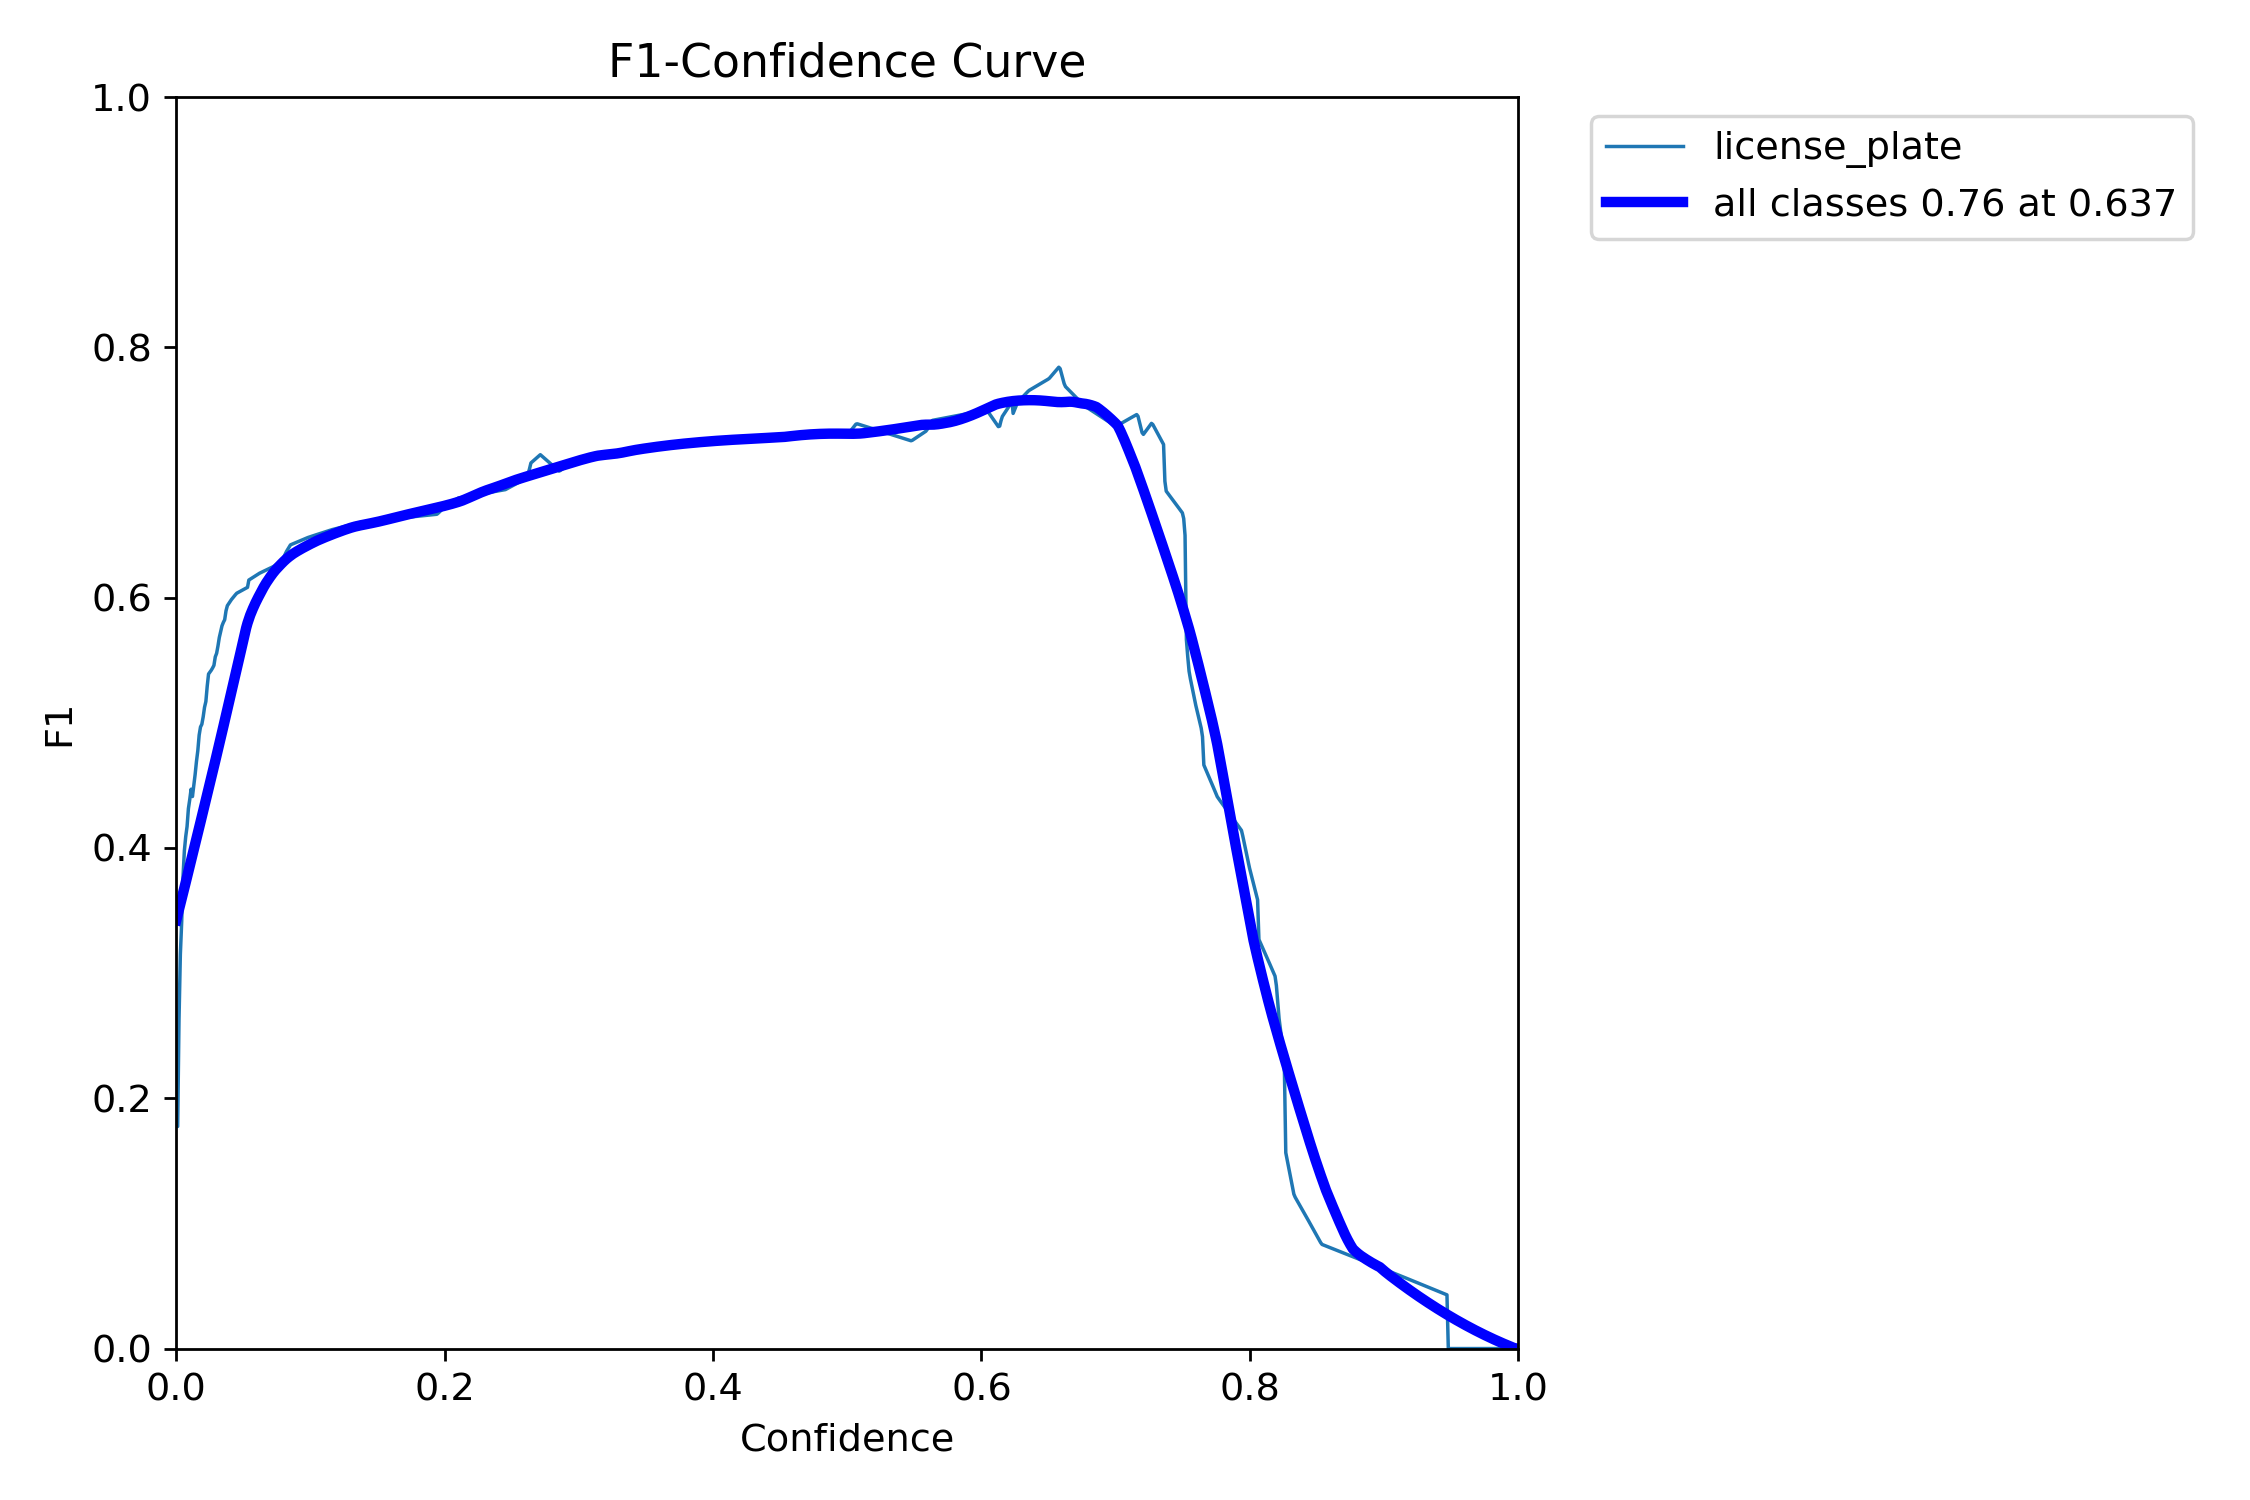 F1-Confidence Curve
1.0
0.8
0.6
0.4
0.2
0.0
F1
0.0 0.2 0.4 0.6 0.8 1.0
Confidence
license_plate
all classes 0.76 at 0.637